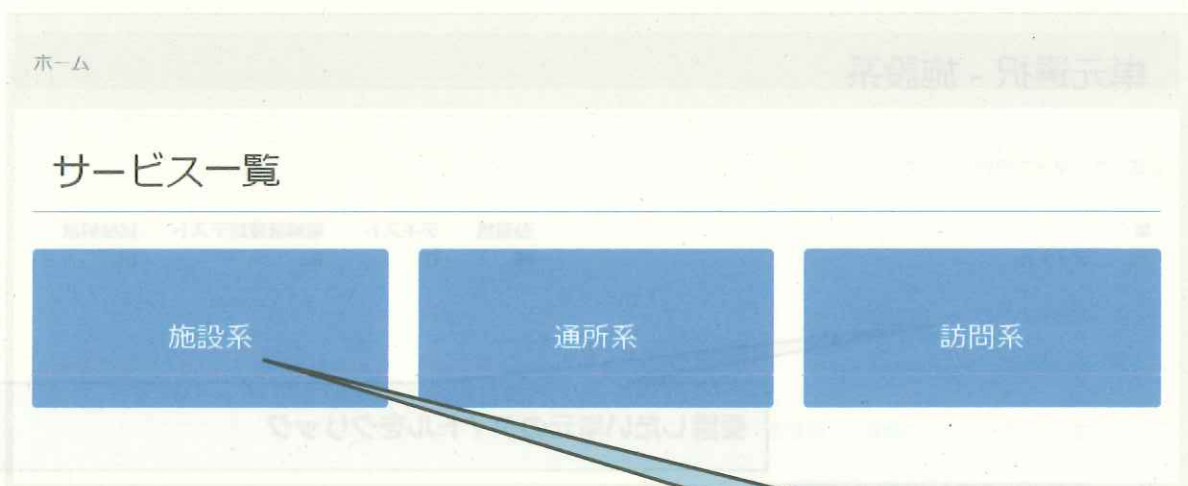 ホーム
サービス一覧
施設系
通所系
訪問系